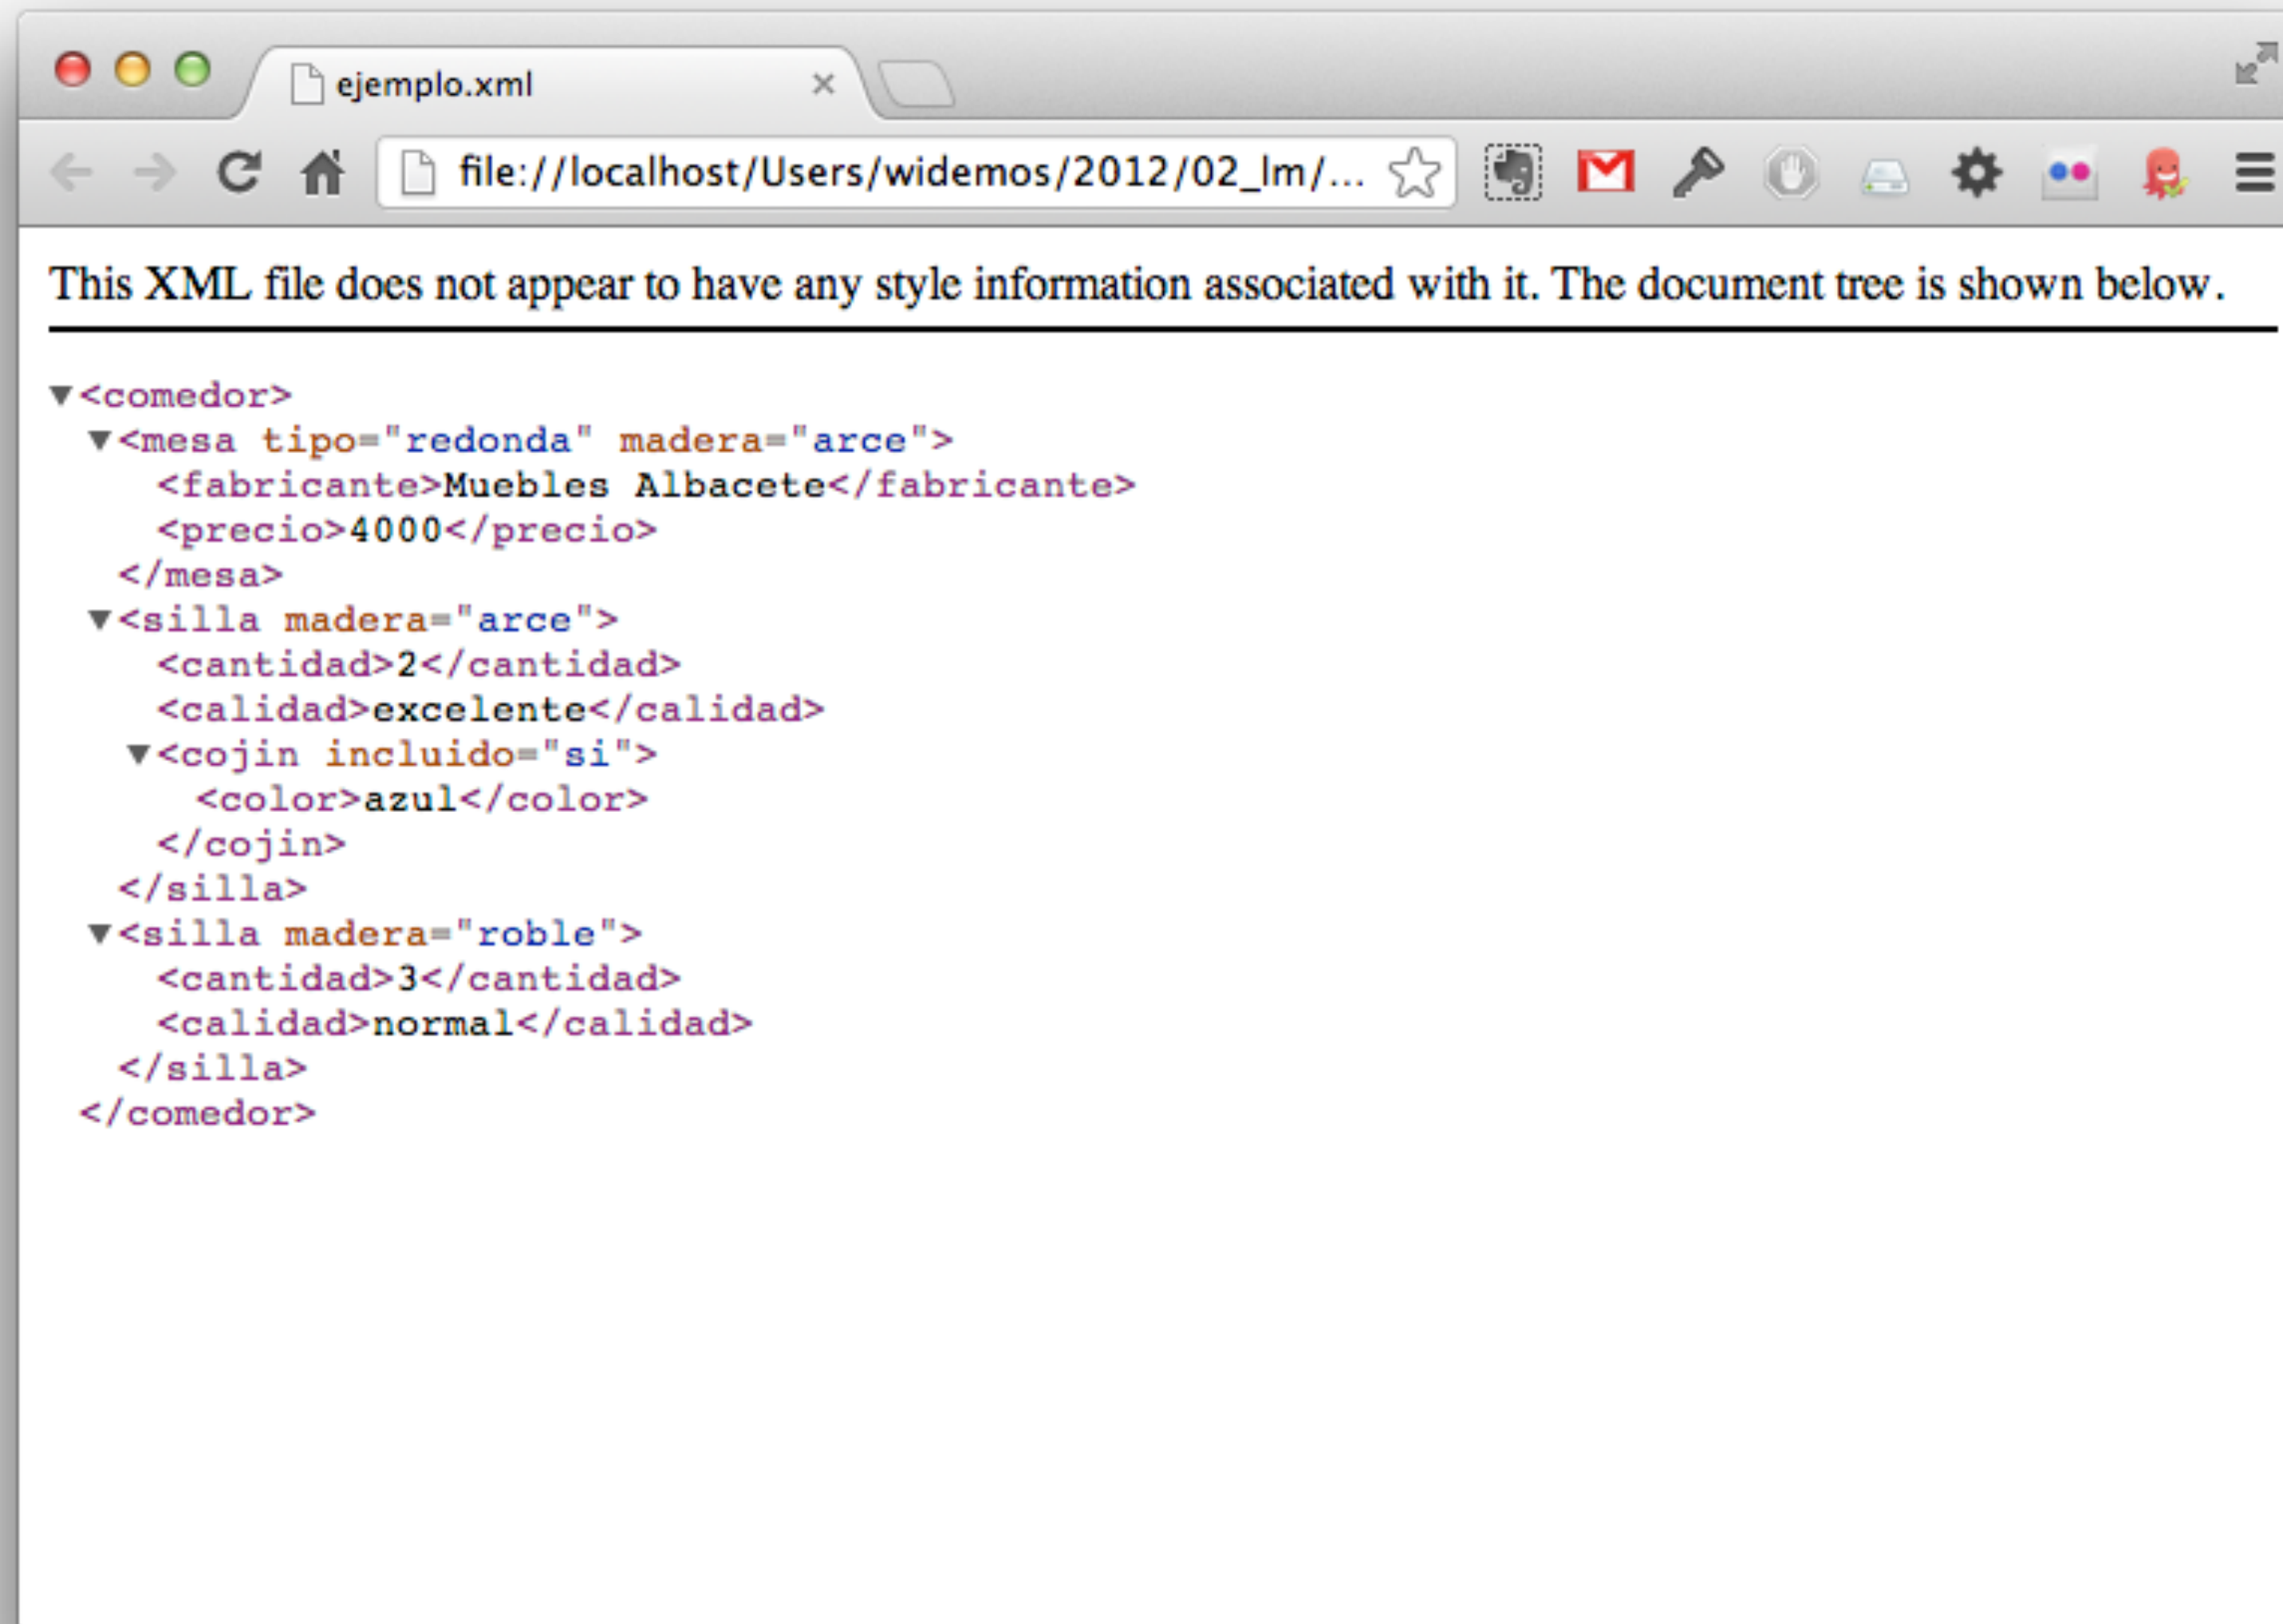 ejemplo.xml
file://localhost/Users/widemos/2012/02_lm/...
This XML file does not appear to have any style information associated with it. The document tree is shown below.
▼<comedor>
▼<mesa tipo="redonda" madera="arce">
<fabricante>Muebles Albacete</fabricante>
<precio>4000</precio>
</mesa>
▼<silla madera="arce">
<cantidad>2</cantidad>
<calidad>excelente</calidad>
▼<cojin incluido="si">
<color>azul</color>
</cojin>
</silla>
▼<silla madera="roble">
<cantidad>3</cantidad>
<calidad>normal</calidad>
</silla>
</comedor>